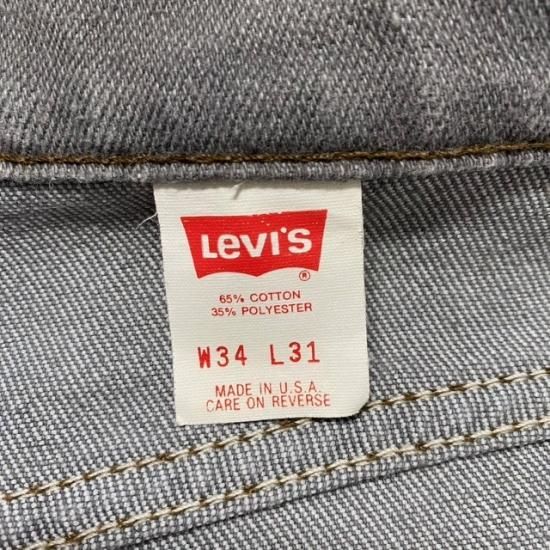 Levi's
®
65% COTTON
35% POLYESTER
W34 L31
MADE IN U.S.A.
CARE ON REVERSE